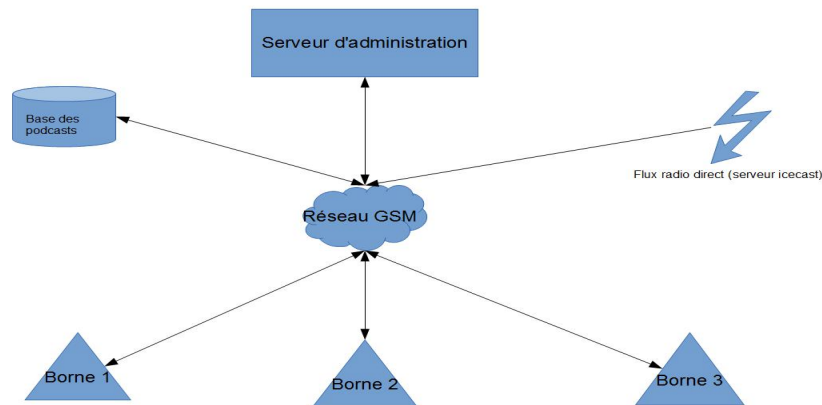 Serveur d'administration
Base des
podcasts
Flux radio direct (serveur icecast)
Réseau GSM
Borne 1
Borne 2
Borne 3